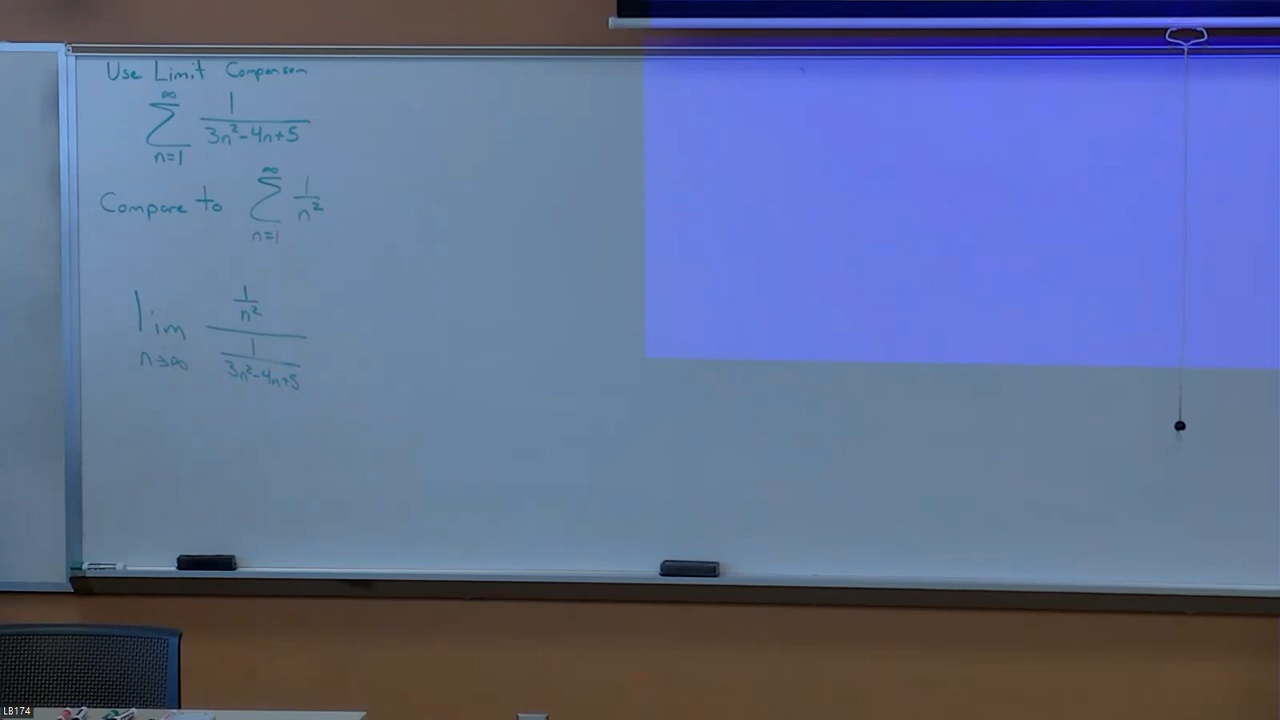 Use Limit Comparison
∞
∑ 1/(3n²-4n+5)
n=1
Compare to ∞∑n=1 1/n²
lim n→∞ (1/n²)/(1/(3n²-4n+5))
LB174